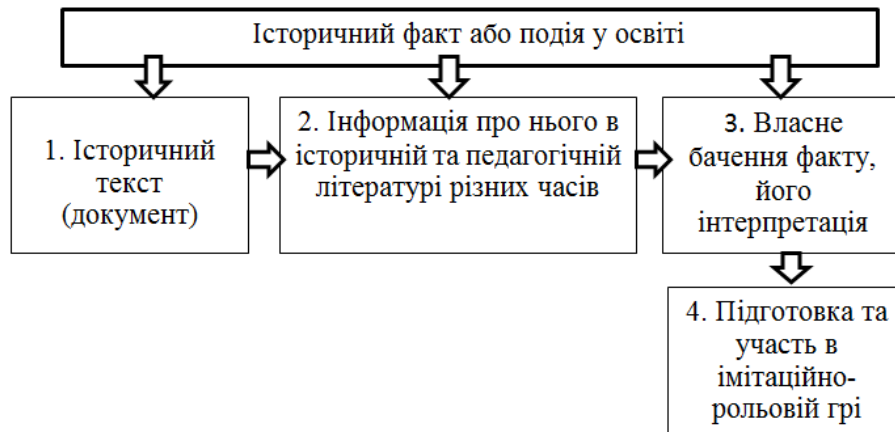 Історичний факт або подія у освіті
1. Історичний
текст
(документ)
2. Інформація про нього в
історичній та педагогічній
літературі різних часів
3. Власне
бачення факту,
його
інтерпретація
4. Підготовка та
участь в
імітаційно-
рольовій грі